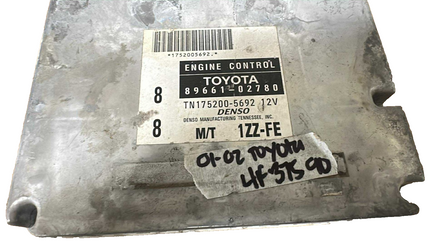 *1752005692.*
ENGINE CONTROL
TOYOTA
8 89661-02780
TN175200-5692 12V
DENSO
DENSO MANUFACTURING TENNESSEE, INC.
8 M/T 1ZZ-FE
01-02 TOYOTA